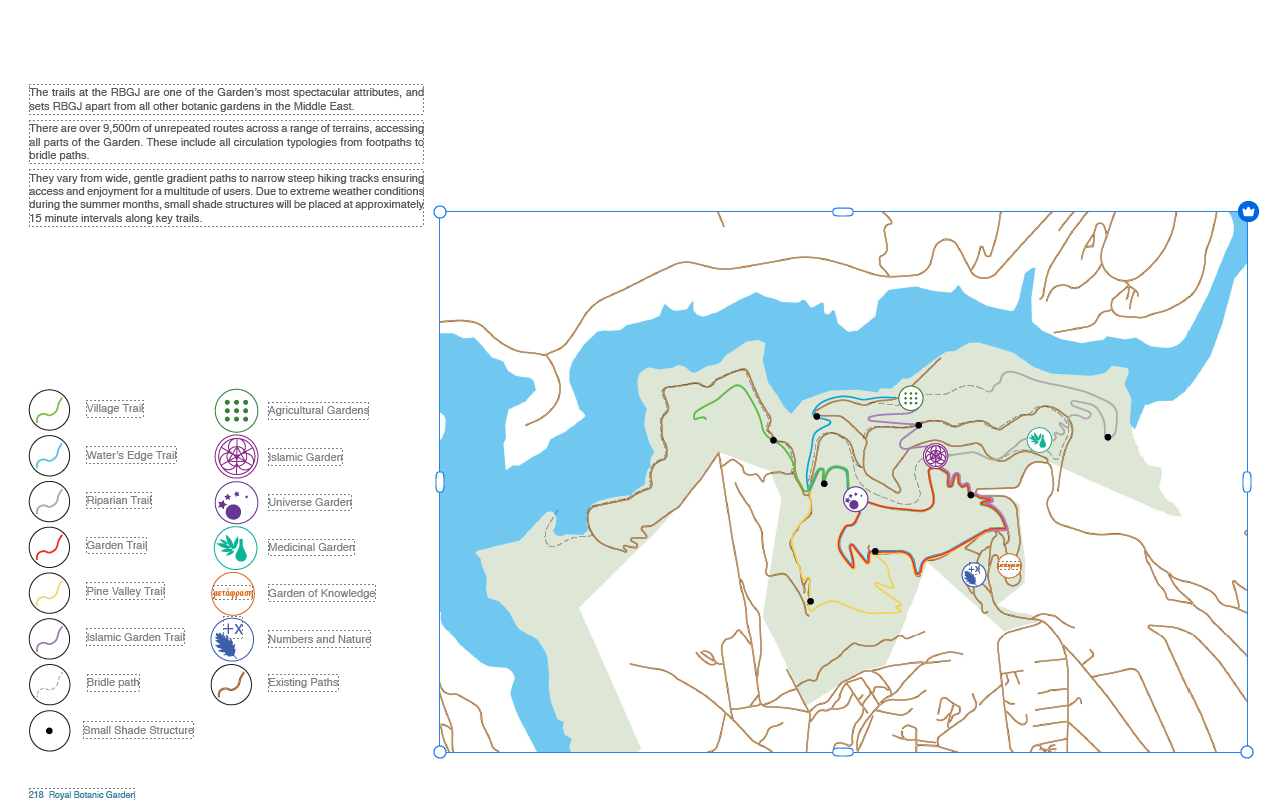 The trails at the RBGJ are one of the Garden's most spectacular attributes, and
sets RBGJ apart from all other botanic gardens in the Middle East.
There are over 9,500m of unrepeated routes across a range of terrains, accessing
all parts of the Garden. These include all circulation typologies from footpaths to
bridle paths.
They vary from wide, gentle gradient paths to narrow steep hiking tracks ensuring
access and enjoyment for a multitude of users. Due to extreme weather conditions
during the summer months, small shade structures will be placed at approximately
15 minute intervals along key trails.
Village Trail
Agricultural Gardens
Water's Edge Trail
Islamic Garden
Riparian Trail
Universe Garden
Garden Trail
Medicinal Garden
Pine Valley Trail
μετάφραση
Garden of Knowledge
Islamic Garden Trail
+X
Numbers and Nature
Bridle path
Existing Paths
Small Shade Structure
+X
μετάφραση
218 Royal Botanic Garden